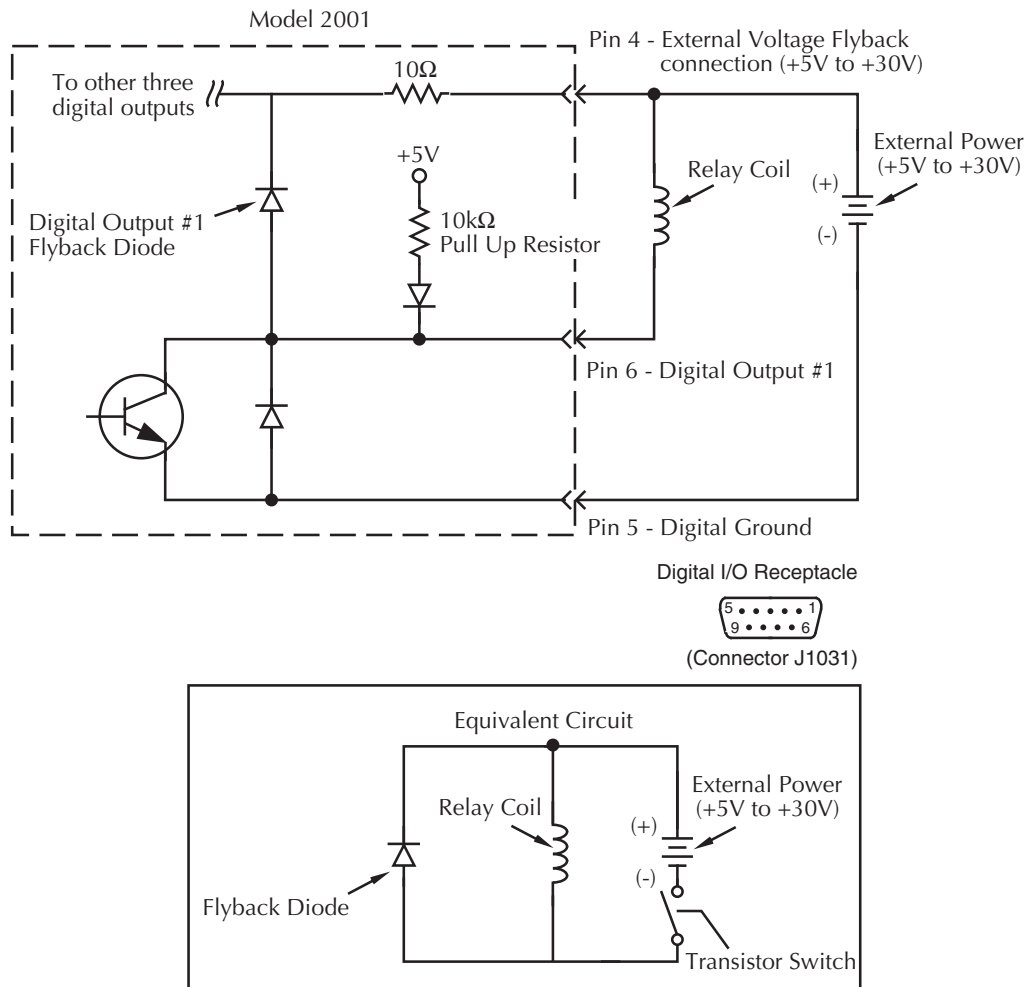 Model 2001
Pin 4 - External Voltage Flyback
connection (+5V to +30V)
To other three
digital outputs
10Ω
+5V
External Power
(+5V to +30V)
Relay Coil
(+)
(-)
Digital Output #1
Flyback Diode
10kΩ
Pull Up Resistor
Pin 6 - Digital Output #1
Pin 5 - Digital Ground
Digital I/O Receptacle
5 1
9 6
(Connector J1031)
Equivalent Circuit
External Power
(+5V to +30V)
Relay Coil
(+)
(-)
Flyback Diode
Transistor Switch